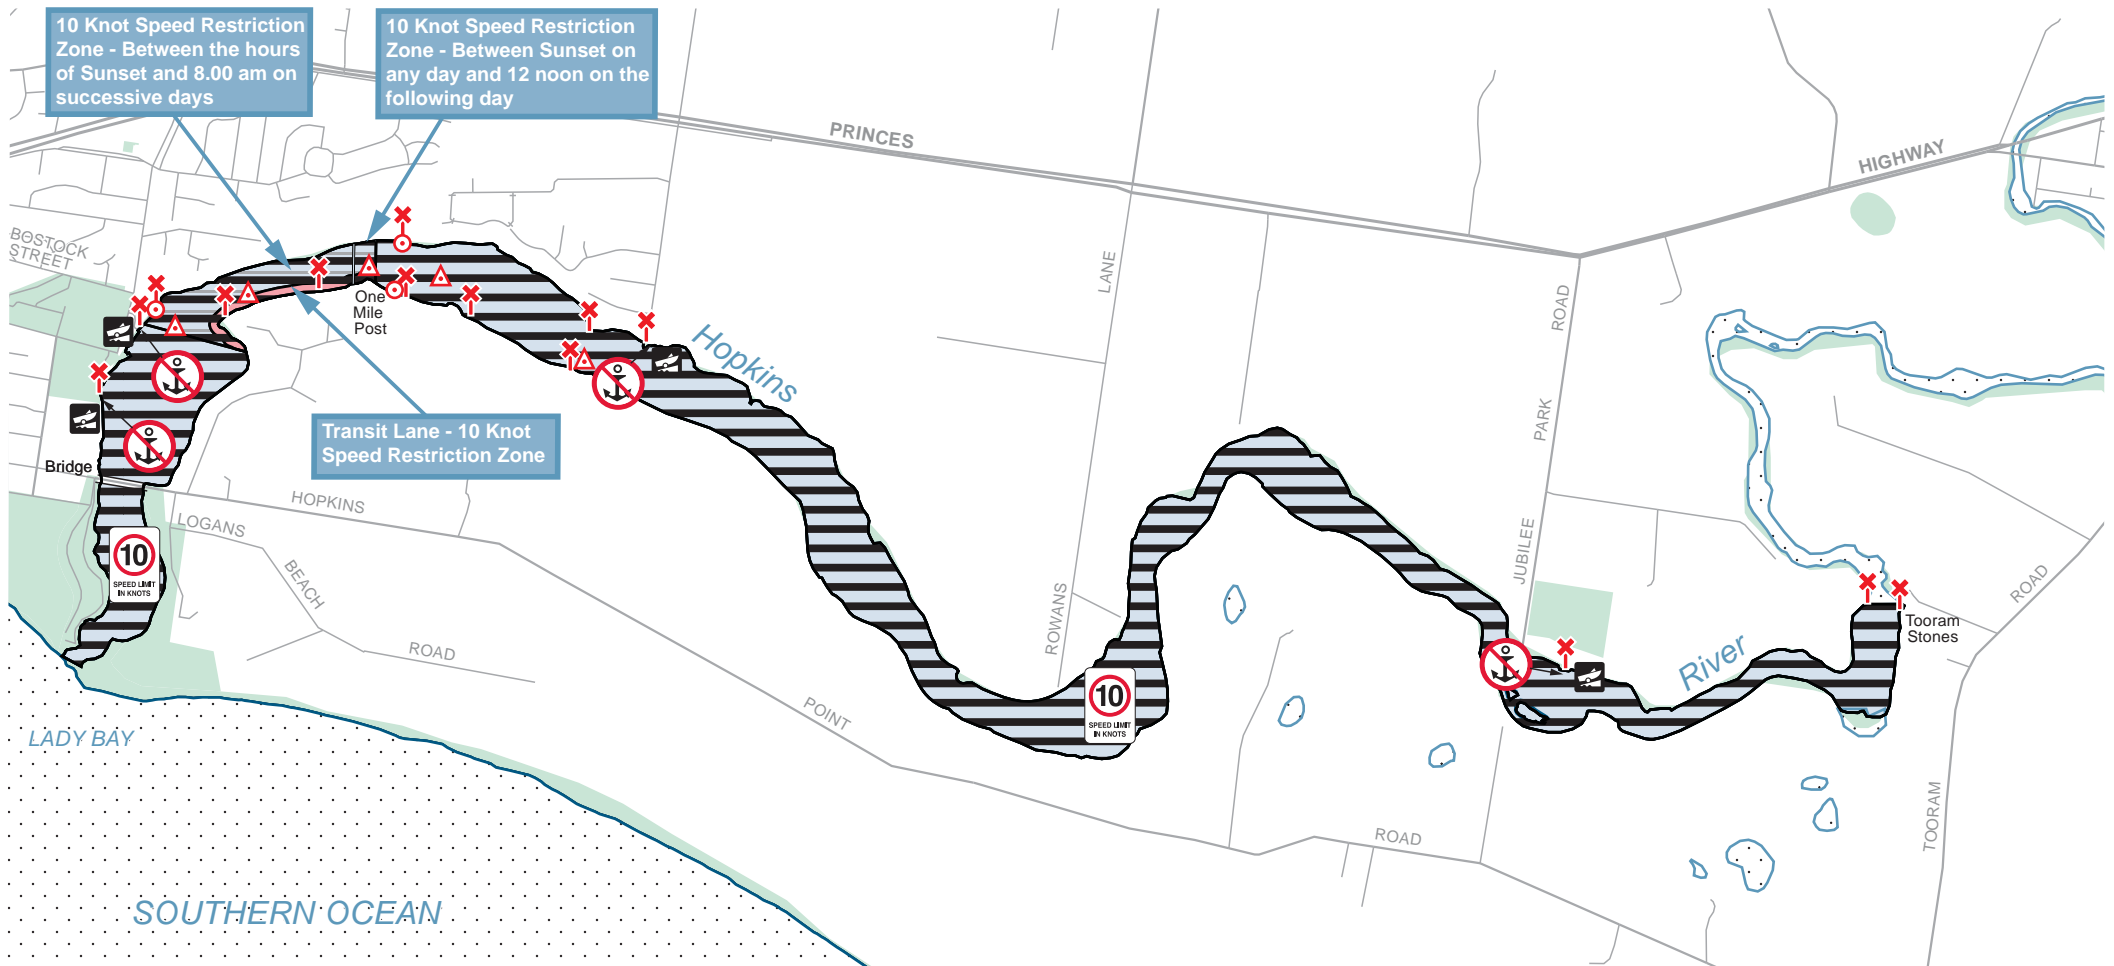 10 Knot Speed Restriction
Zone - Between the hours
of Sunset and 8.00 am on
successive days
10 Knot Speed Restriction
Zone - Between Sunset on
any day and 12 noon on the
following day
PRINCES
HIGHWAY
BOSTOCK
STREET
One
Mile
Post
LANE
ROAD
Hopkins
Transit Lane - 10 Knot
Speed Restriction Zone
PARK
Bridge
HOPKINS
LOGANS
JUBILEE
10
SPEED LIMIT
IN KNOTS
BEACH
ROAD
ROWANS
ROAD
Tooram
Stones
River
10
SPEED LIMIT
IN KNOTS
POINT
LADY BAY
ROAD
TOORAM
SOUTHERN OCEAN